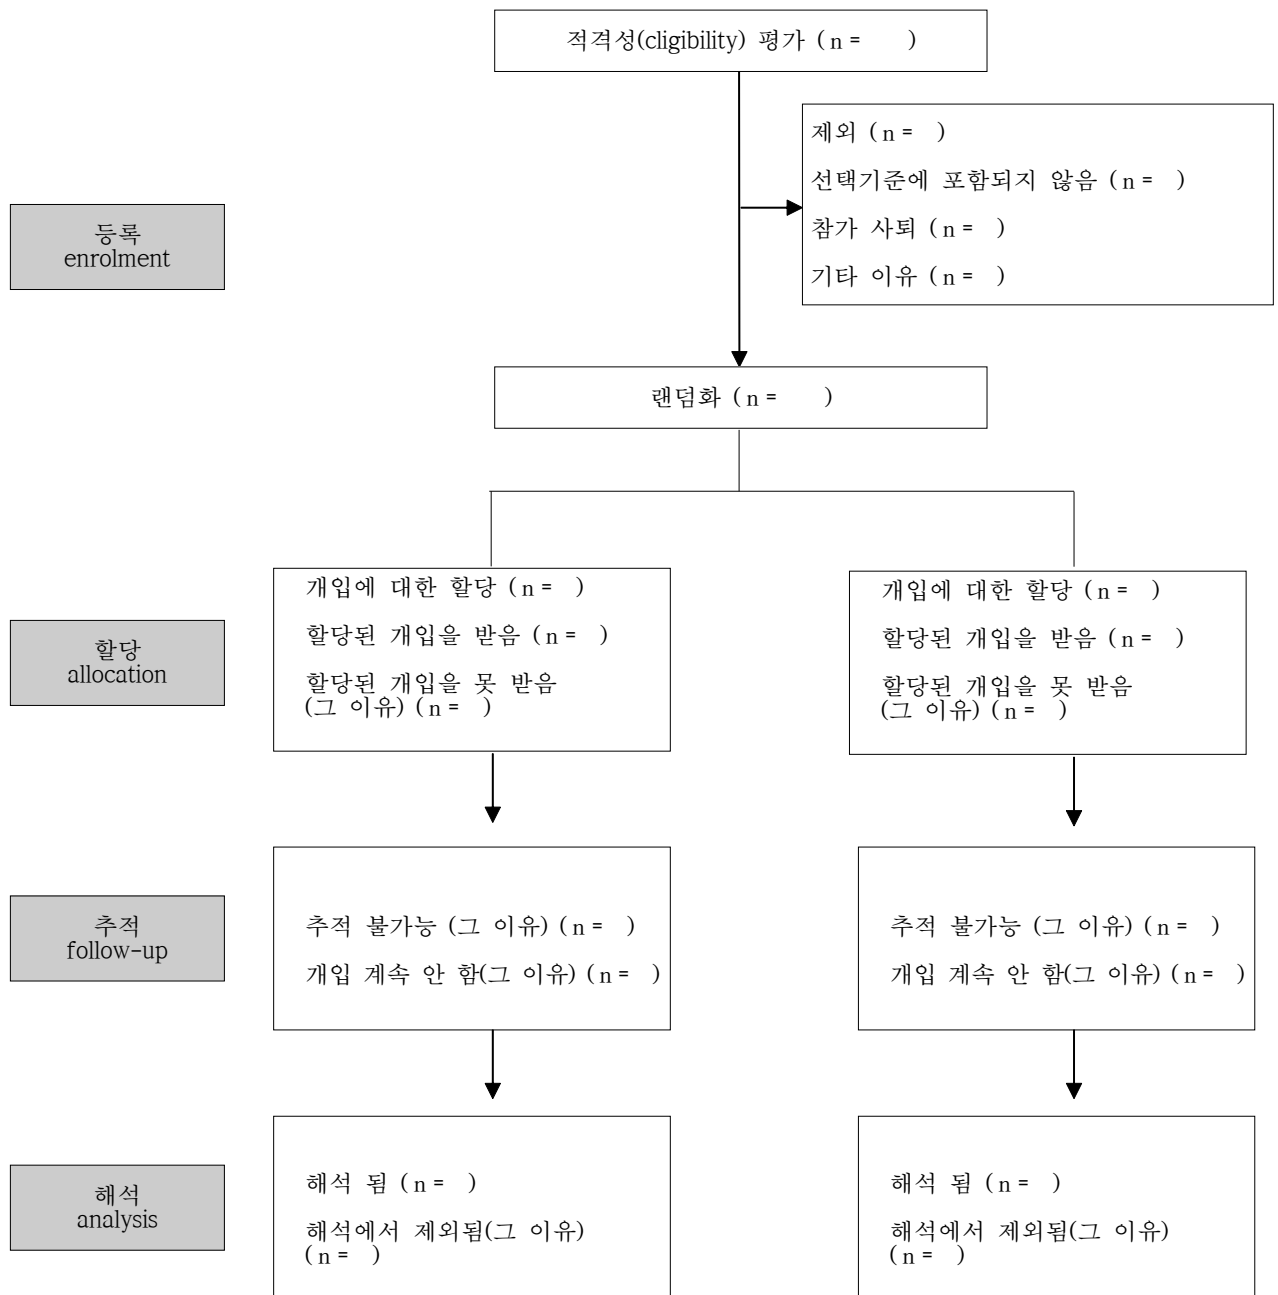 적격성(cligibility) 평가 ( n =    )
제외 ( n =  )
선택기준에 포함되지 않음 ( n =  )
참가 사퇴 ( n =  )
기타 이유 ( n =  )
등록
enrolment
랜덤화 ( n =    )
개입에 대한 할당 ( n =  )
할당된 개입을 받음 ( n =  )
할당된 개입을 못 받음
(그 이유) ( n =  )
개입에 대한 할당 ( n =  )
할당된 개입을 받음 ( n =  )
할당된 개입을 못 받음
(그 이유) ( n =  )
할당
allocation
추적 불가능 (그 이유) ( n =  )
개입 계속 안 함(그 이유) ( n =  )
추적 불가능 (그 이유) ( n =  )
개입 계속 안 함(그 이유) ( n =  )
추적
follow-up
해석 됨 ( n =  )
해석에서 제외됨(그 이유)
( n =  )
해석 됨 ( n =  )
해석에서 제외됨(그 이유)
( n =  )
해석
analysis